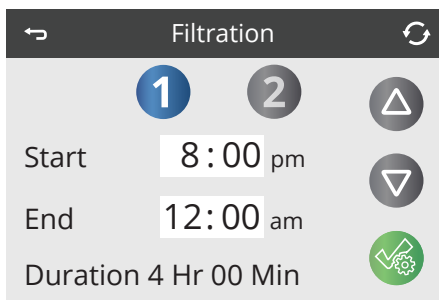 Filtration
1 2
Start 8:00 pm
End 12:00 am
Duration 4 Hr 00 Min